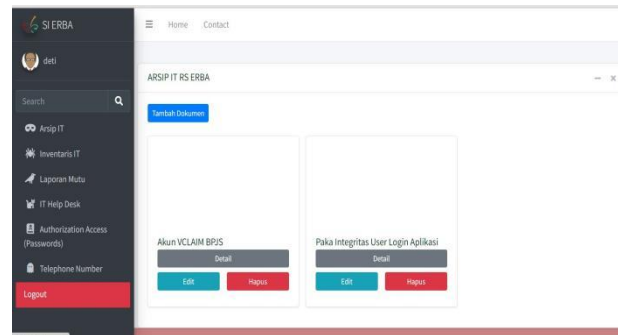 SI ERBA
Home Contact
deti
Search
Arsip IT
Inventaris IT
Laporan Mutu
IT Help Desk
Authorization Access
(Passwords)
Telephone Number
Logout
ARSIP IT RS ERBA
Tambah Dokumen
Akun VCLAIM BPJS
Detail
Edit Hapus
Paka Integritas User Login Aplikasi
Detail
Edit Hapus